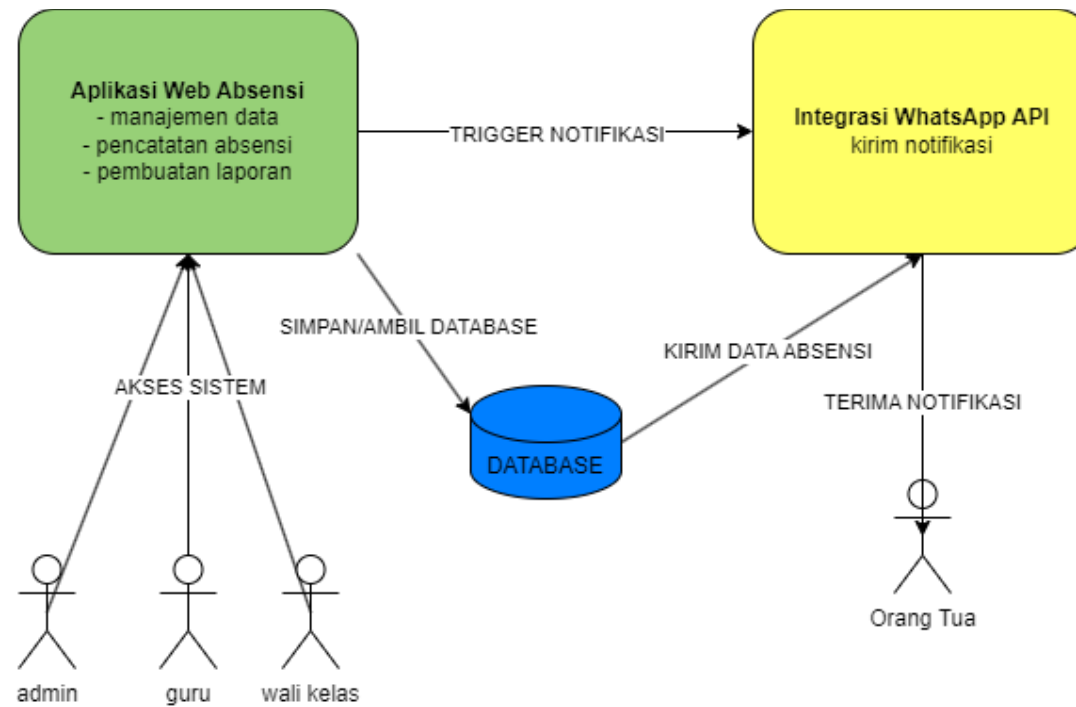 Aplikasi Web Absensi
- manajemen data
- pencatatan absensi
- pembuatan laporan
TRIGGER NOTIFIKASI
Integrasi WhatsApp API
kirim notifikasi
SIMPAN/AMBIL DATABASE
KIRIM DATA ABSENSI
AKSES SISTEM
TERIMA NOTIFIKASI
DATABASE
Orang Tua
admin
guru
wali kelas